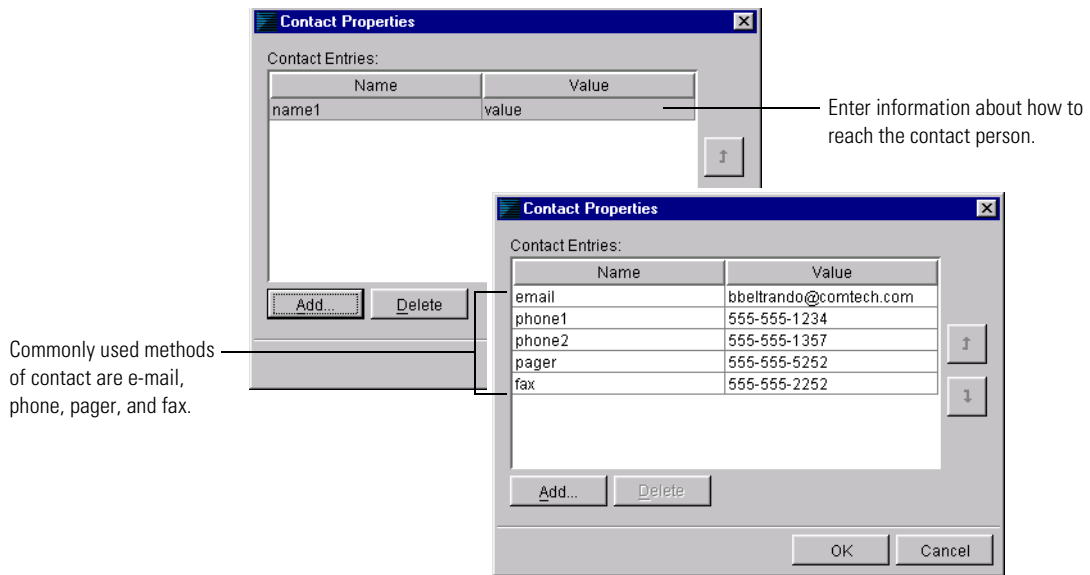 Contact Properties
Contact Entries:
Name Value
name1 value
Enter information about how to
reach the contact person.
Add... Delete
Contact Properties
Contact Entries:
Name Value
email bbeltrando@comtech.com
phone1 555-555-1234
phone2 555-555-1357
pager 555-555-5252
fax 555-555-2252
Commonly used methods
of contact are e-mail,
phone, pager, and fax.
Add... Delete
OK Cancel